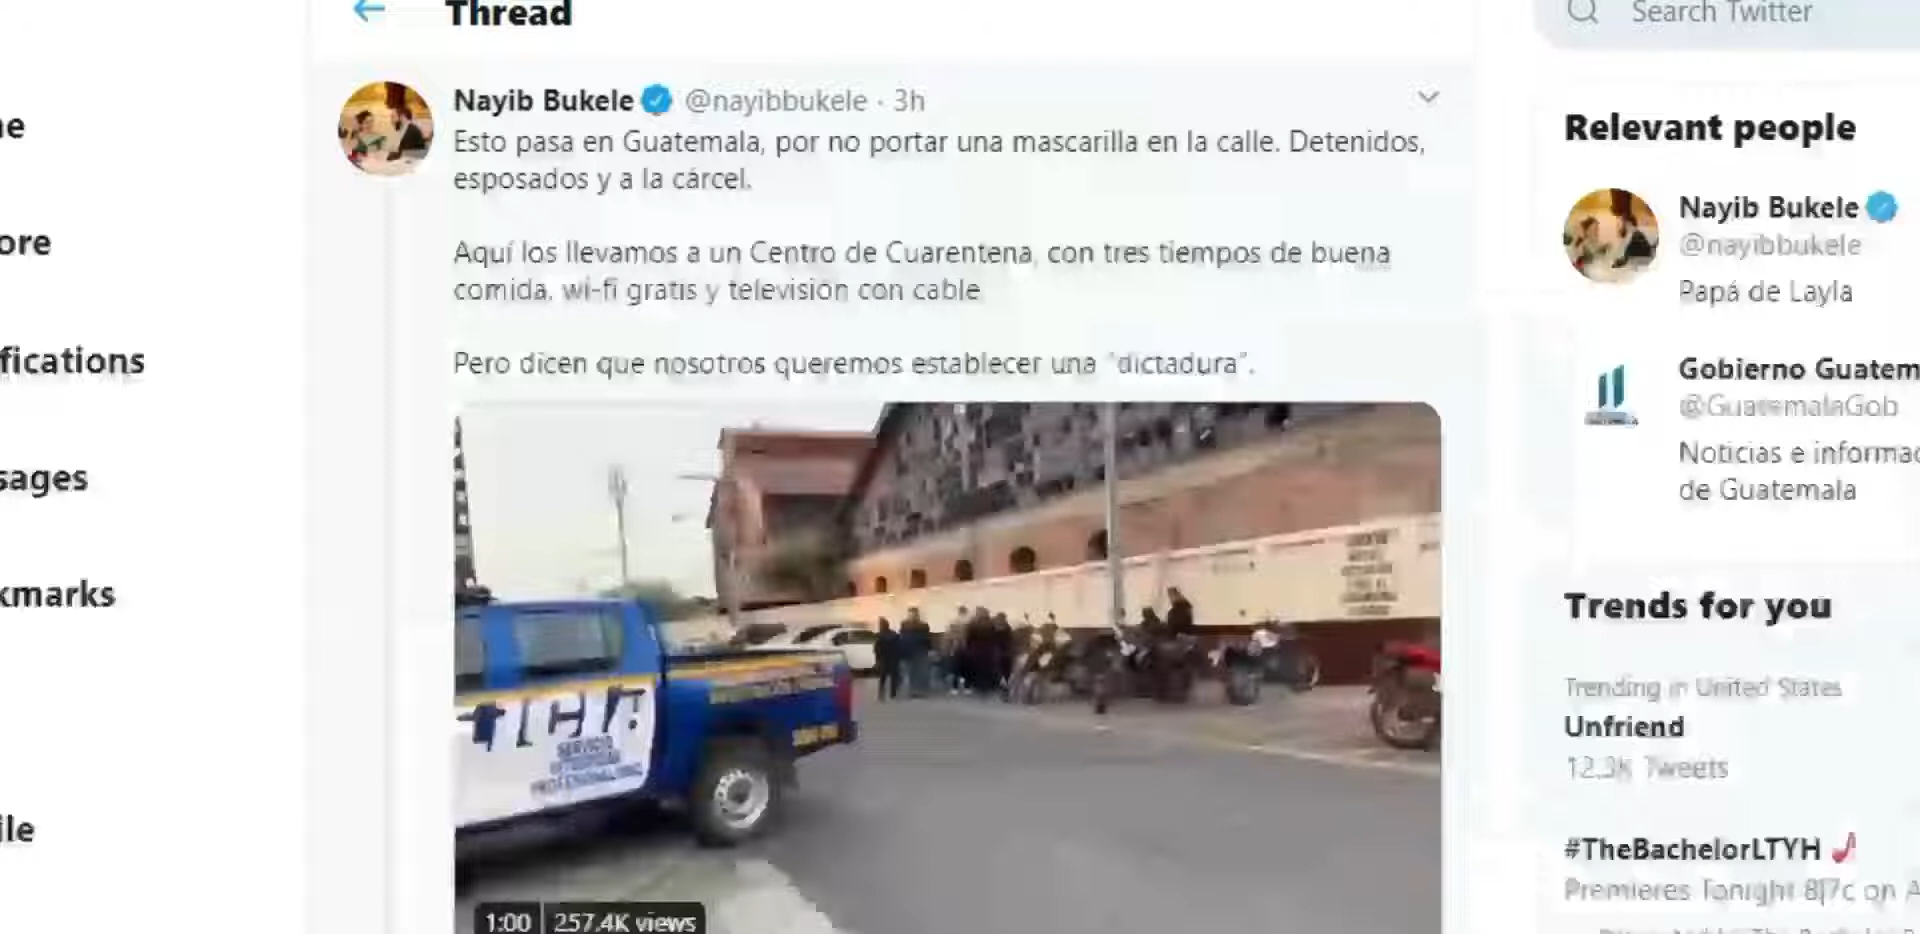 Thread
Search Twitter
Nayib Bukele @nayibbukele · 3h
Esto pasa en Guatemala, por no portar una mascarilla en la calle. Detenidos,
esposados y a la cárcel.
Aquí los llevamos a un Centro de Cuarentena, con tres tiempos de buena
comida, wi-fi gratis y televisión con cable
Pero dicen que nosotros queremos establecer una "dictadura".
SERVICIO
1:00 257.4K views
fications
sages
kmarks
Relevant people
Nayib Bukele
@nayibbukele
Papá de Layla
Gobierno Guatem
@GuatemalaGob
Noticias e informac
de Guatemala
Trends for you
Trending in United States
Unfriend
12.3K Tweets
#TheBachelorLTYH
Premieres Tonight 8|7c on A